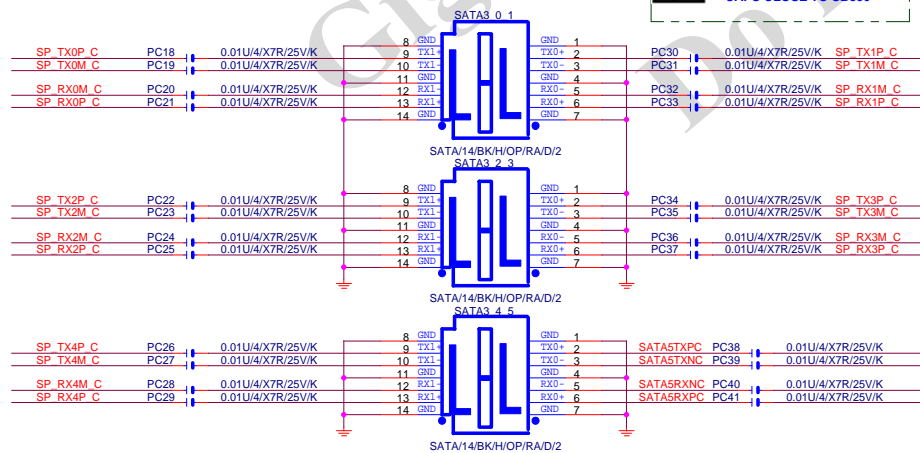 SATA3_0_1
8 GND GND 1
SP_TX0P_C PC18 0.01U/4/X7R/25V/K 9 TX1+ TX0+ 2 PC30 0.01U/4/X7R/25V/K SP_TX1P_C
SP_TX0M_C PC19 0.01U/4/X7R/25V/K 10 TX1- TX0- 3 PC31 0.01U/4/X7R/25V/K SP_TX1M_C
11 GND GND 4
SP_RX0M_C PC20 0.01U/4/X7R/25V/K 12 RX1- RX0- 5 PC32 0.01U/4/X7R/25V/K SP_RX1M_C
SP_RX0P_C PC21 0.01U/4/X7R/25V/K 13 RX1+ RX0+ 6 PC33 0.01U/4/X7R/25V/K SP_RX1P_C
14 GND GND 7
SATA/14/BK/H/OP/RA/D/2
SATA3_2_3
8 GND GND 1
SP_TX2P_C PC22 0.01U/4/X7R/25V/K 9 TX1+ TX0+ 2 PC34 0.01U/4/X7R/25V/K SP_TX3P_C
SP_TX2M_C PC23 0.01U/4/X7R/25V/K 10 TX1- TX0- 3 PC35 0.01U/4/X7R/25V/K SP_TX3M_C
11 GND GND 4
SP_RX2M_C PC24 0.01U/4/X7R/25V/K 12 RX1- RX0- 5 PC36 0.01U/4/X7R/25V/K SP_RX3M_C
SP_RX2P_C PC25 0.01U/4/X7R/25V/K 13 RX1+ RX0+ 6 PC37 0.01U/4/X7R/25V/K SP_RX3P_C
14 GND GND 7
SATA/14/BK/H/OP/RA/D/2
SATA3_4_5
8 GND GND 1
SP_TX4P_C PC26 0.01U/4/X7R/25V/K 9 TX1+ TX0+ 2 SATA5TXPC PC38 0.01U/4/X7R/25V/K
SP_TX4M_C PC27 0.01U/4/X7R/25V/K 10 TX1- TX0- 3 SATA5TXNC PC39 0.01U/4/X7R/25V/K
11 GND GND 4
SP_RX4M_C PC28 0.01U/4/X7R/25V/K 12 RX1- RX0- 5 SATA5RXNC PC40 0.01U/4/X7R/25V/K
SP_RX4P_C PC29 0.01U/4/X7R/25V/K 13 RX1+ RX0+ 6 SATA5RXPC PC41 0.01U/4/X7R/25V/K
14 GND GND 7
SATA/14/BK/H/OP/RA/D/2